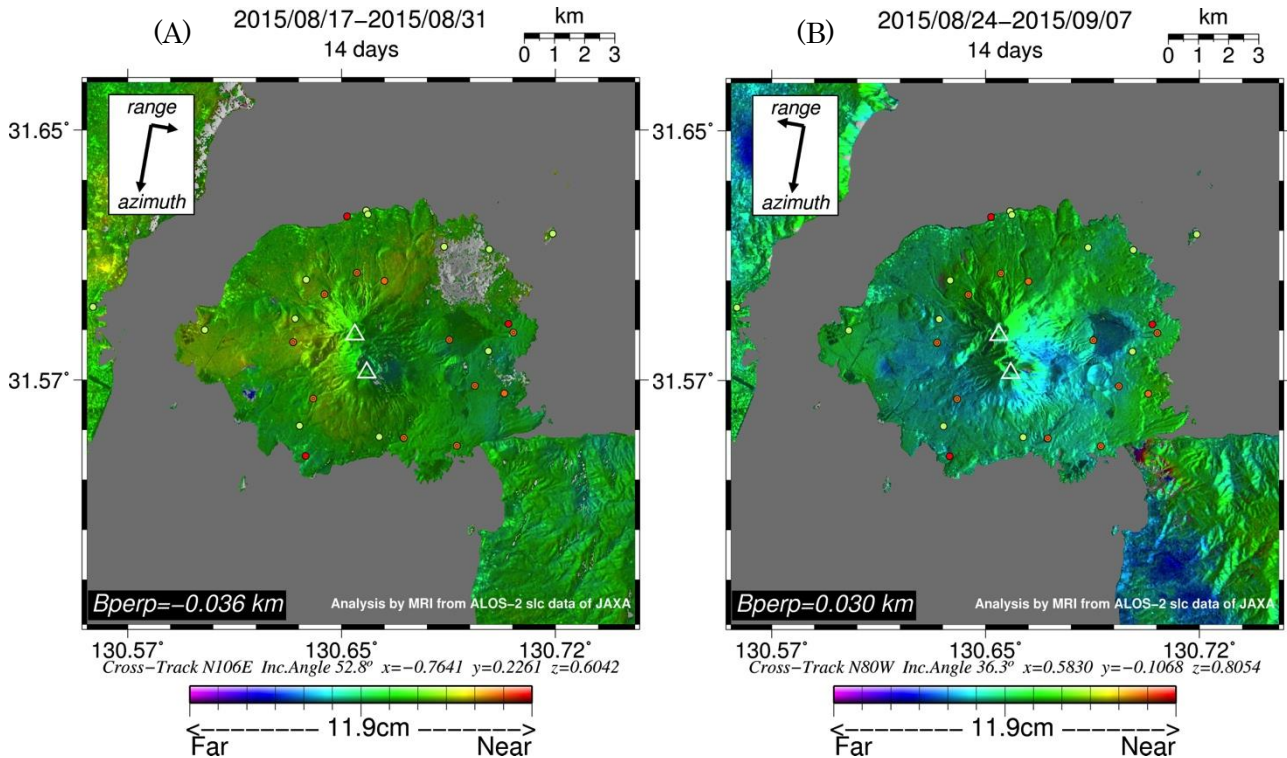 (A)
2015/08/17−2015/08/31
14 days
km
0 1 2 3
range
azimuth
31.65°
31.57°
Bperp=−0.036 km
Analysis by MRI from ALOS−2 slc data of JAXA
130.57 130.65 130.72
Cross−Track N106E Inc.Angle 52.8° x=−0.7641 y=0.2261 z=0.6042
<−−−−−−− 11.9cm −−−−−−−>
Far Near
(B)
2015/08/24−2015/09/07
14 days
km
0 1 2 3
range
azimuth
31.65°
31.57°
Bperp=0.030 km
Analysis by MRI from ALOS−2 slc data of JAXA
130.57 130.65 130.72
Cross−Track N80W Inc.Angle 36.3° x=0.5830 y=−0.1068 z=0.8054
<−−−−−−− 11.9cm −−−−−−−>
Far Near